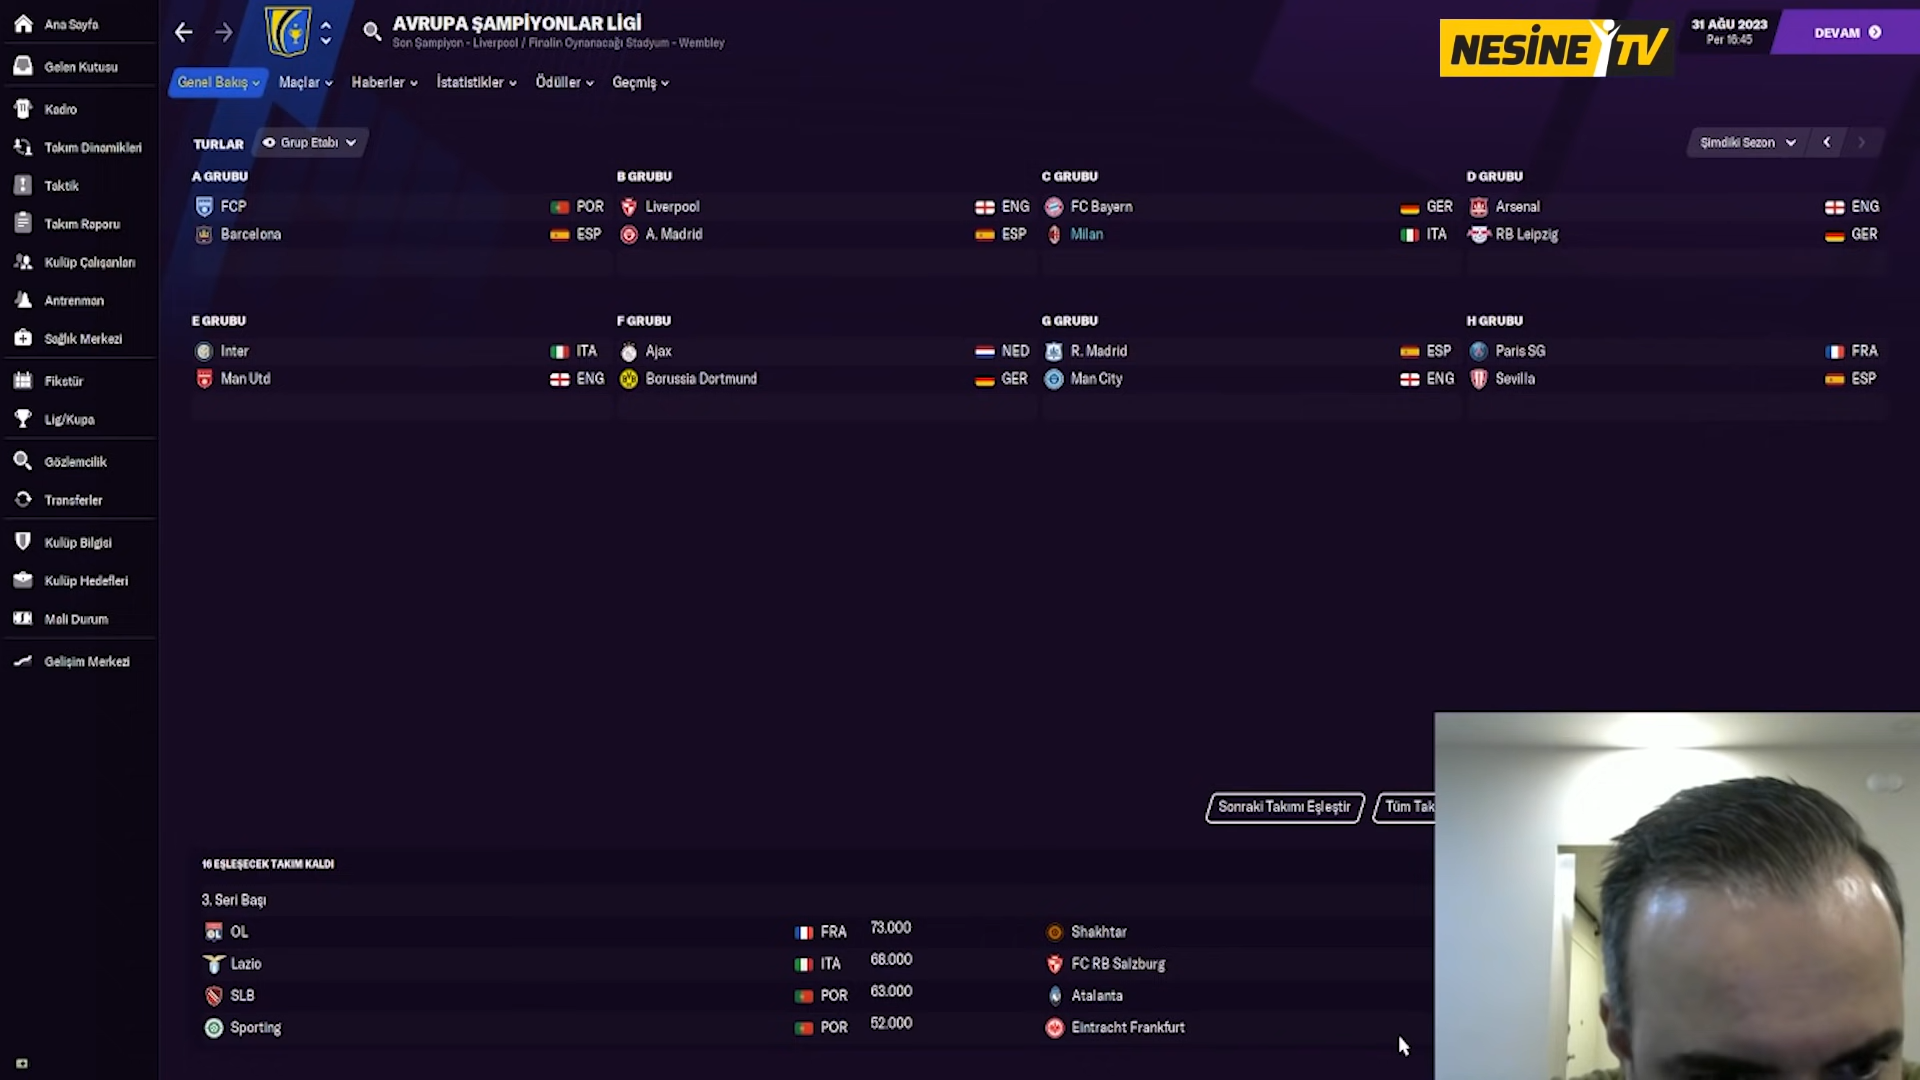 Ana Sayfa
Gelen Kutusu
Kadro
Takım Dinamikleri
Taktik
Takım Raporu
Kulüp Çalışanları
Antrenman
Sağlık Merkezi
Fikstür
Lig/Kupa
Gözlemcilik
Transferler
Kulüp Bilgisi
Kulüp Hedefleri
Mali Durum
Gelişim Merkezi
AVRUPA ŞAMPİYONLAR LİGİ
Son Şampiyon - Liverpool / Finalin Oynanacağı Stadyum - Wembley
NESİNE TV
31 AĞU 2023
Per 16:45
DEVAM
Genel Bakış Maçlar Haberler İstatistikler Ödüller Geçmiş
TURLAR Grup Etabı
Şimdiki Sezon
A GRUBU
FCP POR
Barcelona ESP
B GRUBU
Liverpool ENG
A. Madrid ESP
C GRUBU
FC Bayern GER
Milan ITA
D GRUBU
Arsenal ENG
RB Leipzig GER
E GRUBU
Inter ITA
Man Utd ENG
F GRUBU
Ajax NED
Borussia Dortmund GER
G GRUBU
R. Madrid ESP
Man City ENG
H GRUBU
Paris SG FRA
Sevilla ESP
Sonraki Takımı Eşleştir
Tüm Tak
16 EŞLEŞECEK TAKIM KALDI
3. Seri Başı
OL FRA 73.000 Shakhtar
Lazio ITA 68.000 FC RB Salzburg
SLB POR 63.000 Atalanta
Sporting POR 52.000 Eintracht Frankfurt